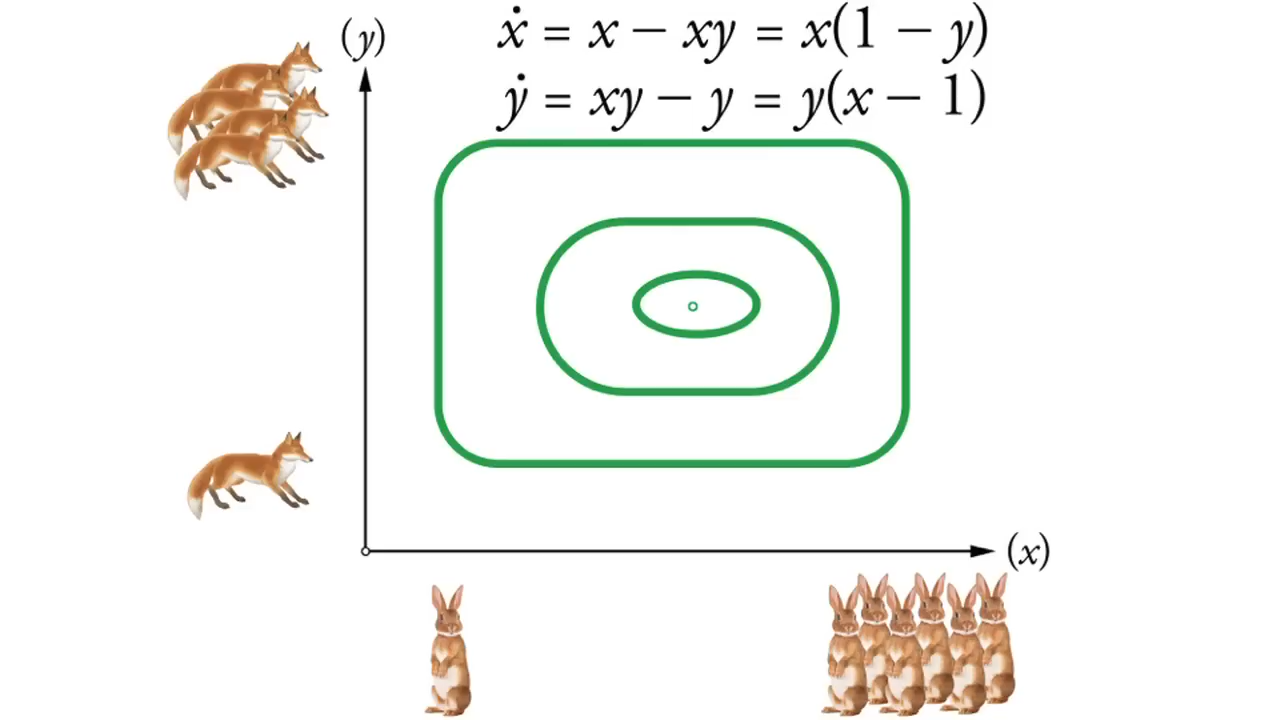 (y)
ẋ = x − xy = x(1 − y)
ẏ = xy − y = y(x − 1)
(x)